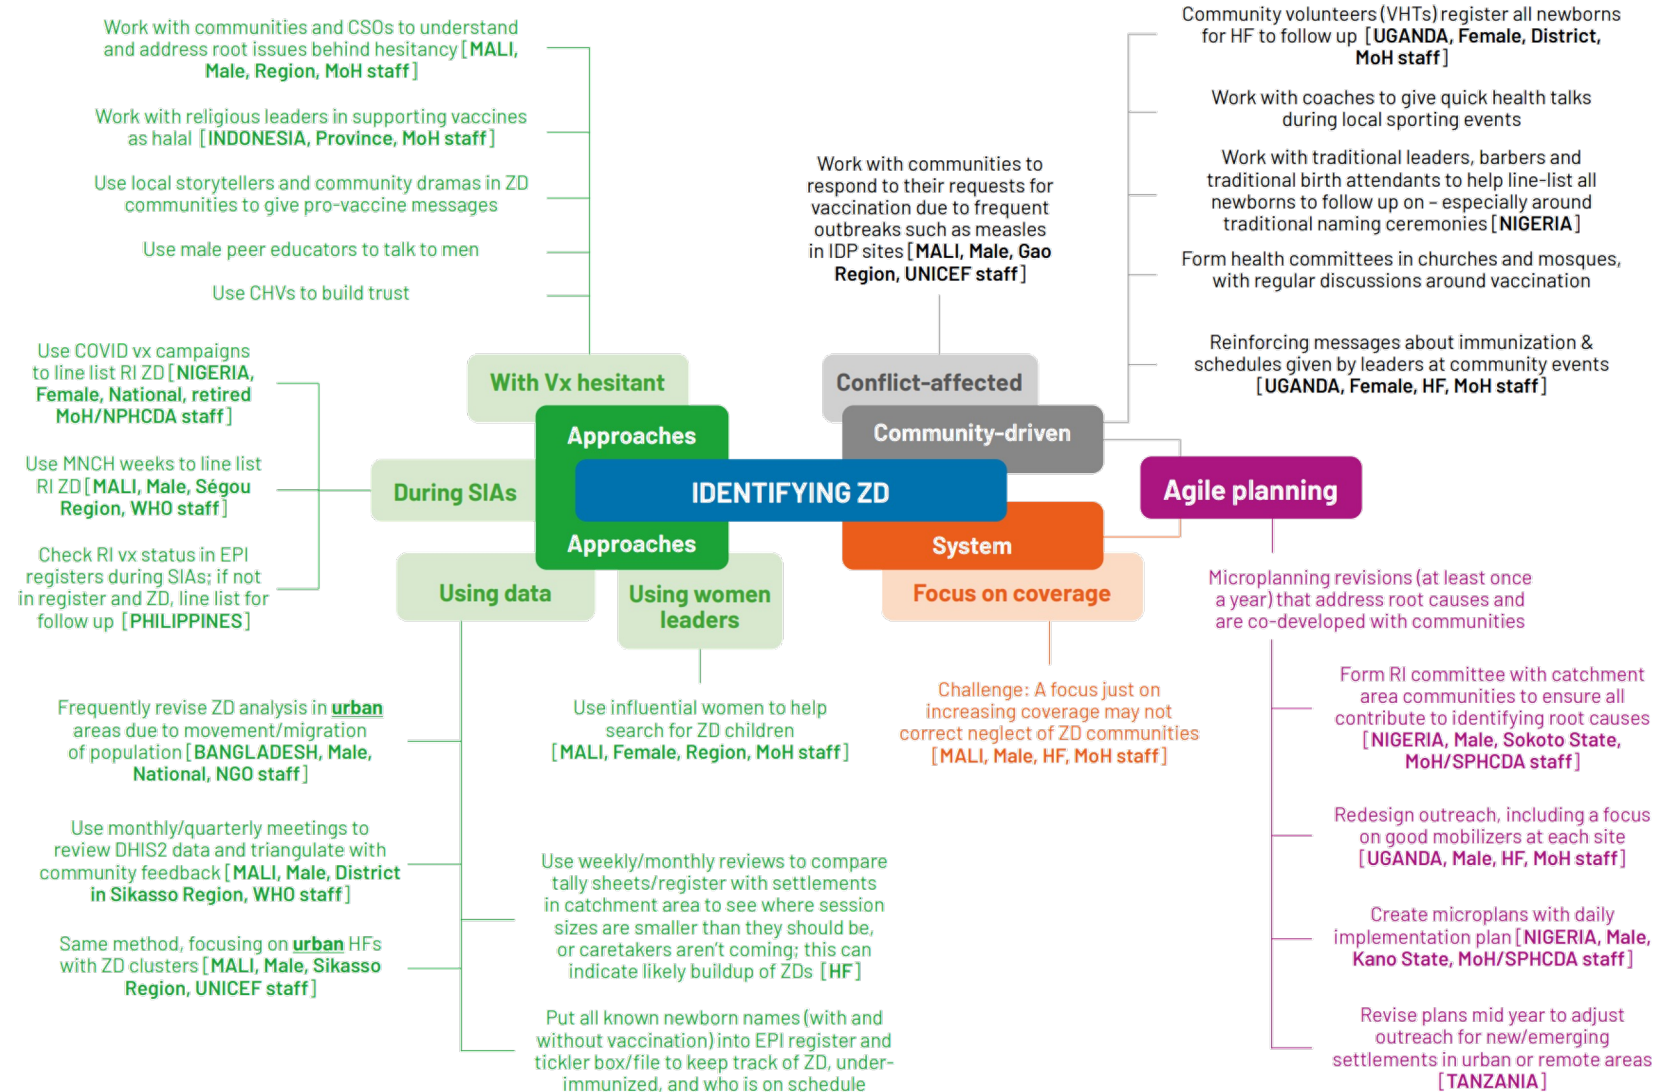 Work with communities and CSOs to understand
and address root issues behind hesitancy [MALI,
Male, Region, MoH staff]
Work with religious leaders in supporting vaccines
as halal [INDONESIA, Province, MoH staff]
Use local storytellers and community dramas in ZD
communities to give pro-vaccine messages
Use male peer educators to talk to men
Use CHVs to build trust
With Vx hesitant
Approaches
Use COVID vx campaigns
to line list RI ZD [NIGERIA,
Female, National, retired
MoH/NPHCDA staff]
Use MNCH weeks to line list
RI ZD [MALI, Male, Ségou
Region, WHO staff]
Check RI vx status in EPI
registers during SIAs; if not
in register and ZD, line list for
follow up [PHILIPPINES]
During SIAs
IDENTIFYING ZD
Approaches
Using data
Using women
leaders
Frequently revise ZD analysis in urban
areas due to movement/migration
of population [BANGLADESH, Male,
National, NGO staff]
Use monthly/quarterly meetings to
review DHIS2 data and triangulate with
community feedback [MALI, Male, District
in Sikasso Region, WHO staff]
Same method, focusing on urban HFs
with ZD clusters [MALI, Male, Sikasso
Region, UNICEF staff]
Use influential women to help
search for ZD children
[MALI, Female, Region, MoH staff]
Use weekly/monthly reviews to compare
tally sheets/register with settlements
in catchment area to see where session
sizes are smaller than they should be,
or caretakers aren't coming; this can
indicate likely buildup of ZDs [HF]
Put all known newborn names (with and
without vaccination) into EPI register and
tickler box/file to keep track of ZD, under-
immunized, and who is on schedule
Work with communities to
respond to their requests for
vaccination due to frequent
outbreaks such as measles
in IDP sites [MALI, Male, Gao
Region, UNICEF staff]
Conflict-affected
Community-driven
Community volunteers (VHTs) register all newborns
for HF to follow up [UGANDA, Female, District,
MoH staff]
Work with coaches to give quick health talks
during local sporting events
Work with traditional leaders, barbers and
traditional birth attendants to help line-list all
newborns to follow up on – especially around
traditional naming ceremonies [NIGERIA]
Form health committees in churches and mosques,
with regular discussions around vaccination
Reinforcing messages about immunization &
schedules given by leaders at community events
[UGANDA, Female, HF, MoH staff]
System
Focus on coverage
Challenge: A focus just on
increasing coverage may not
correct neglect of ZD communities
[MALI, Male, HF, MoH staff]
Agile planning
Microplanning revisions (at least once
a year) that address root causes and
are co-developed with communities
Form RI committee with catchment
area communities to ensure all
contribute to identifying root causes
[NIGERIA, Male, Sokoto State,
MoH/SPHCDA staff]
Redesign outreach, including a focus
on good mobilizers at each site
[UGANDA, Male, HF, MoH staff]
Create microplans with daily
implementation plan [NIGERIA, Male,
Kano State, MoH/SPHCDA staff]
Revise plans mid year to adjust
outreach for new/emerging
settlements in urban or remote areas
[TANZANIA]